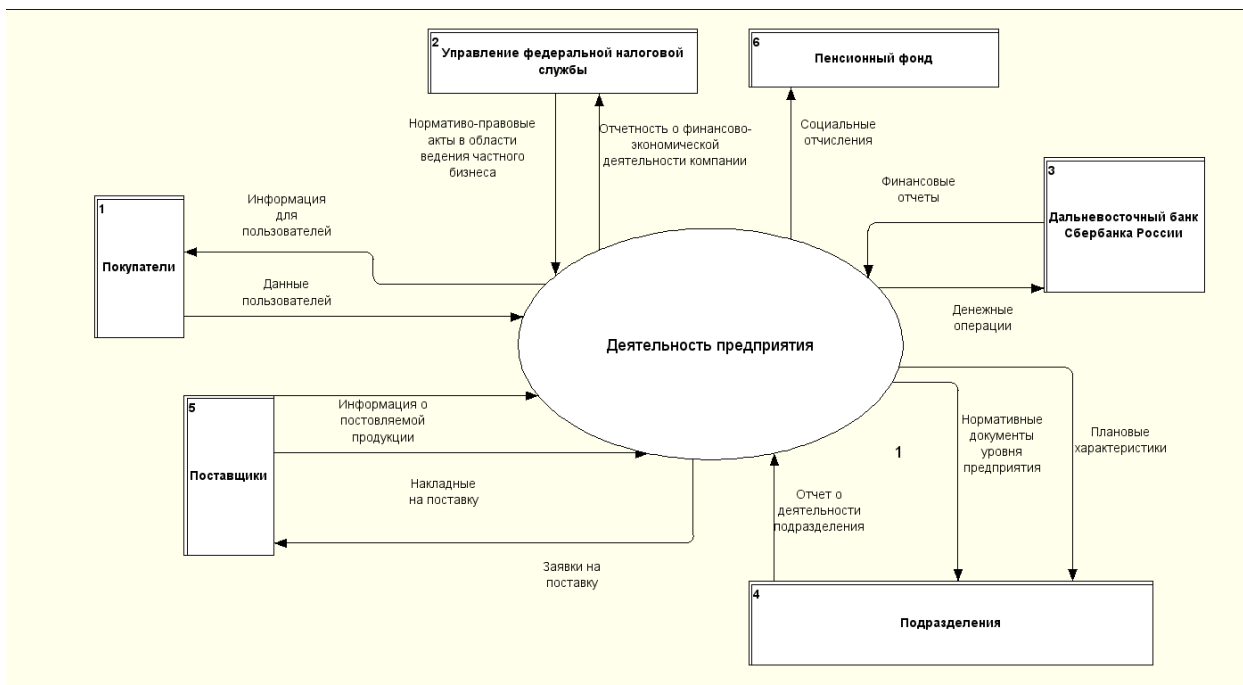 2
Управление федеральной налоговой
службы
6
Пенсионный фонд
Нормативо-правовые
акты в области
ведения частного
бизнеса
Отчетность о финансово-
экономической
деятельности компании
Социальные
отчисления
Финансовые
отчеты
3
Дальневосточный банк
Сбербанка России
1
Покупатели
Информация
для
пользователей
Данные
пользователей
Денежные
операции
Деятельность предприятия
1
5
Поставщики
Информация о
постовляемой
продукции
Накладные
на поставку
Заявки на
поставку
Отчет о
деятельности
подразделения
Нормативные
документы
уровня
предприятия
Плановые
характеристики
4
Подразделения